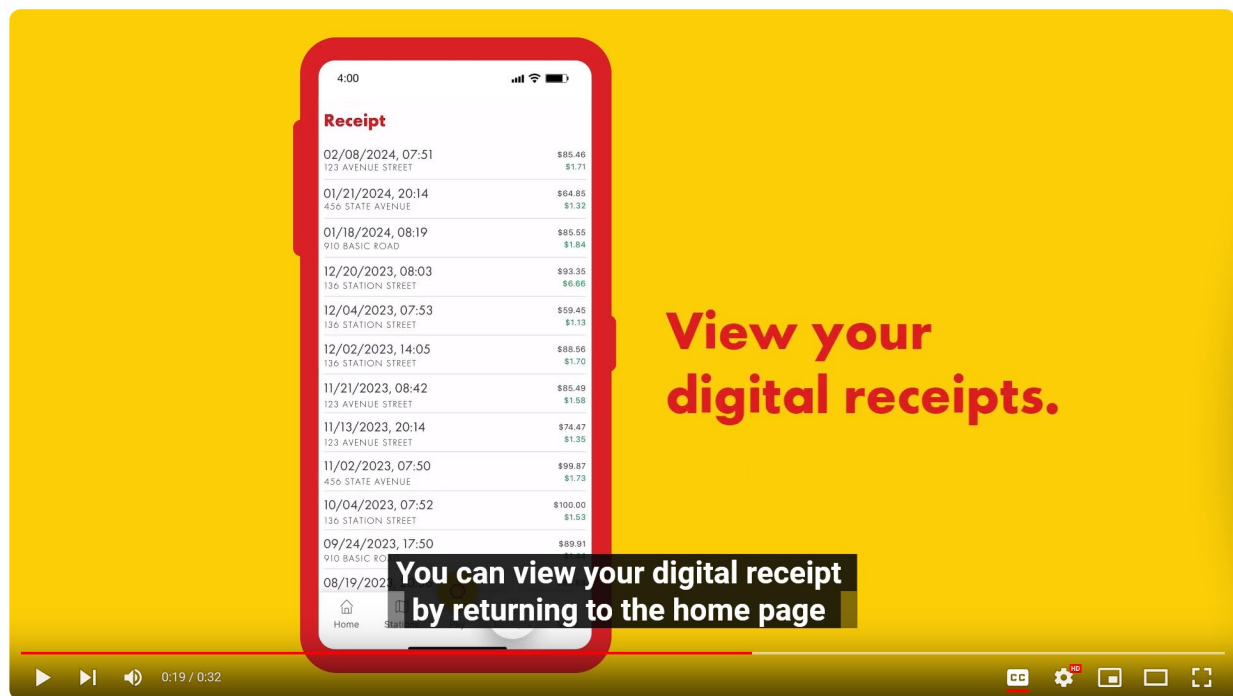 4:00
Receipt
02/08/2024, 07:51 $85.46
123 AVENUE STREET $1.71
01/21/2024, 20:14 $64.85
456 STATE AVENUE $1.32
01/18/2024, 08:19 $85.55
910 BASIC ROAD $1.84
12/20/2023, 08:03 $93.35
136 STATION STREET $6.66
12/04/2023, 07:53 $59.45
136 STATION STREET $1.13
12/02/2023, 14:05 $88.56
136 STATION STREET $1.70
11/21/2023, 08:42 $85.49
123 AVENUE STREET $1.58
11/13/2023, 20:14 $74.47
123 AVENUE STREET $1.35
11/02/2023, 07:50 $99.87
456 STATE AVENUE $1.73
10/04/2023, 07:52 $100.00
136 STATION STREET $1.53
09/24/2023, 17:50 $89.91
910 BASIC
08/19/2023
Home
View your
digital receipts.
You can view your digital receipt
by returning to the home page
0:19 / 0:32
CC
HD